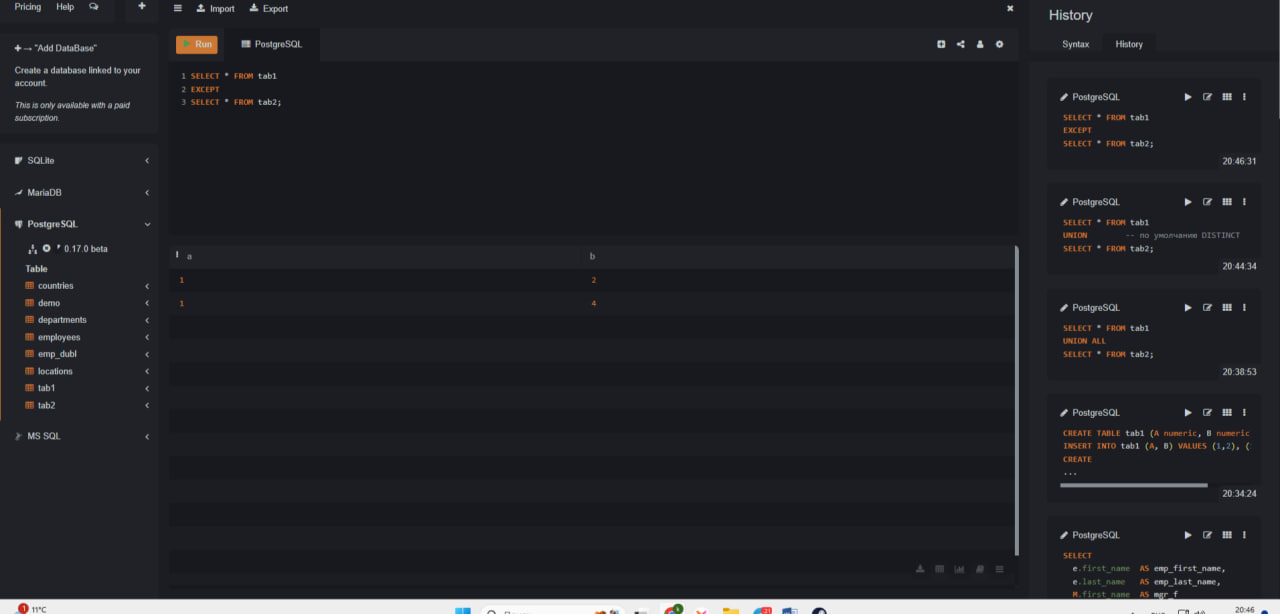 Pricing Help
"Add DataBase"
Create a database linked to your
account.
This is only available with a paid
subscription.
SQLite
MariaDB
PostgreSQL
0.17.0 beta
Table
countries
demo
departments
employees
emp_dubl
locations
tab1
tab2
MS SQL
Import Export
Run PostgreSQL
1 SELECT * FROM tab1
2 EXCEPT
3 SELECT * FROM tab2;
a b
1 2
1 4
History
Syntax History
PostgreSQL
SELECT * FROM tab1
EXCEPT
SELECT * FROM tab2;
20:46:31
PostgreSQL
SELECT * FROM tab1
UNION -- по умолчанию DISTINCT
SELECT * FROM tab2;
20:44:34
PostgreSQL
SELECT * FROM tab1
UNION ALL
SELECT * FROM tab2;
20:38:53
PostgreSQL
CREATE TABLE tab1 (A numeric, B numeric
INSERT INTO tab1 (A, B) VALUES (1,2), (
CREATE
...
20:34:24
PostgreSQL
SELECT
e.first_name AS emp_first_name,
e.last_name AS emp_last_name,
M.first_name AS mgr_f
1 11°C
20:46